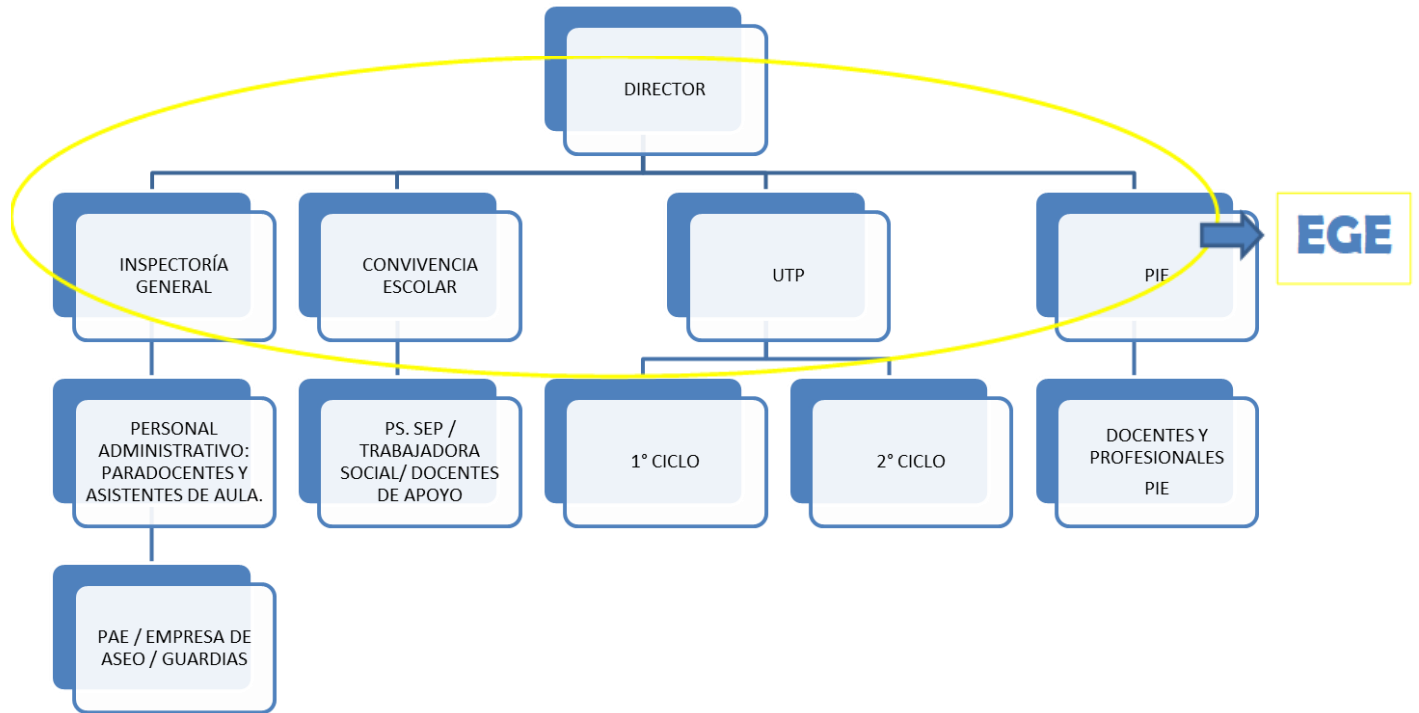 DIRECTOR
INSPECTORÍA
GENERAL
CONVIVENCIA
ESCOLAR
UTP
PIE
EGE
PERSONAL
ADMINISTRATIVO:
PARADOCENTES Y
ASISTENTES DE AULA.
PS. SEP /
TRABAJADORA
SOCIAL/ DOCENTES
DE APOYO
1° CICLO
2° CICLO
DOCENTES Y
PROFESIONALES
PIE
PAE / EMPRESA DE
ASEO / GUARDIAS